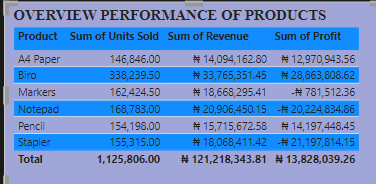 OVERVIEW PERFORMANCE OF PRODUCTS
Product Sum of Units Sold Sum of Revenue Sum of Profit
A4 Paper 146,846.00 ₦ 14,094,162.80 ₦ 12,970,943.56
Biro 338,239.50 ₦ 33,765,351.45 ₦ 28,863,808.62
Markers 162,424.50 ₦ 18,668,295.41 -₦ 781,512.36
Notepad 168,783.00 ₦ 20,906,450.15 -₦ 20,224,834.86
Pencil 154,198.00 ₦ 15,715,672.58 ₦ 14,197,448.45
Stapler 155,315.00 ₦ 18,068,411.42 -₦ 21,197,814.15
Total 1,125,806.00 ₦ 121,218,343.81 ₦ 13,828,039.26